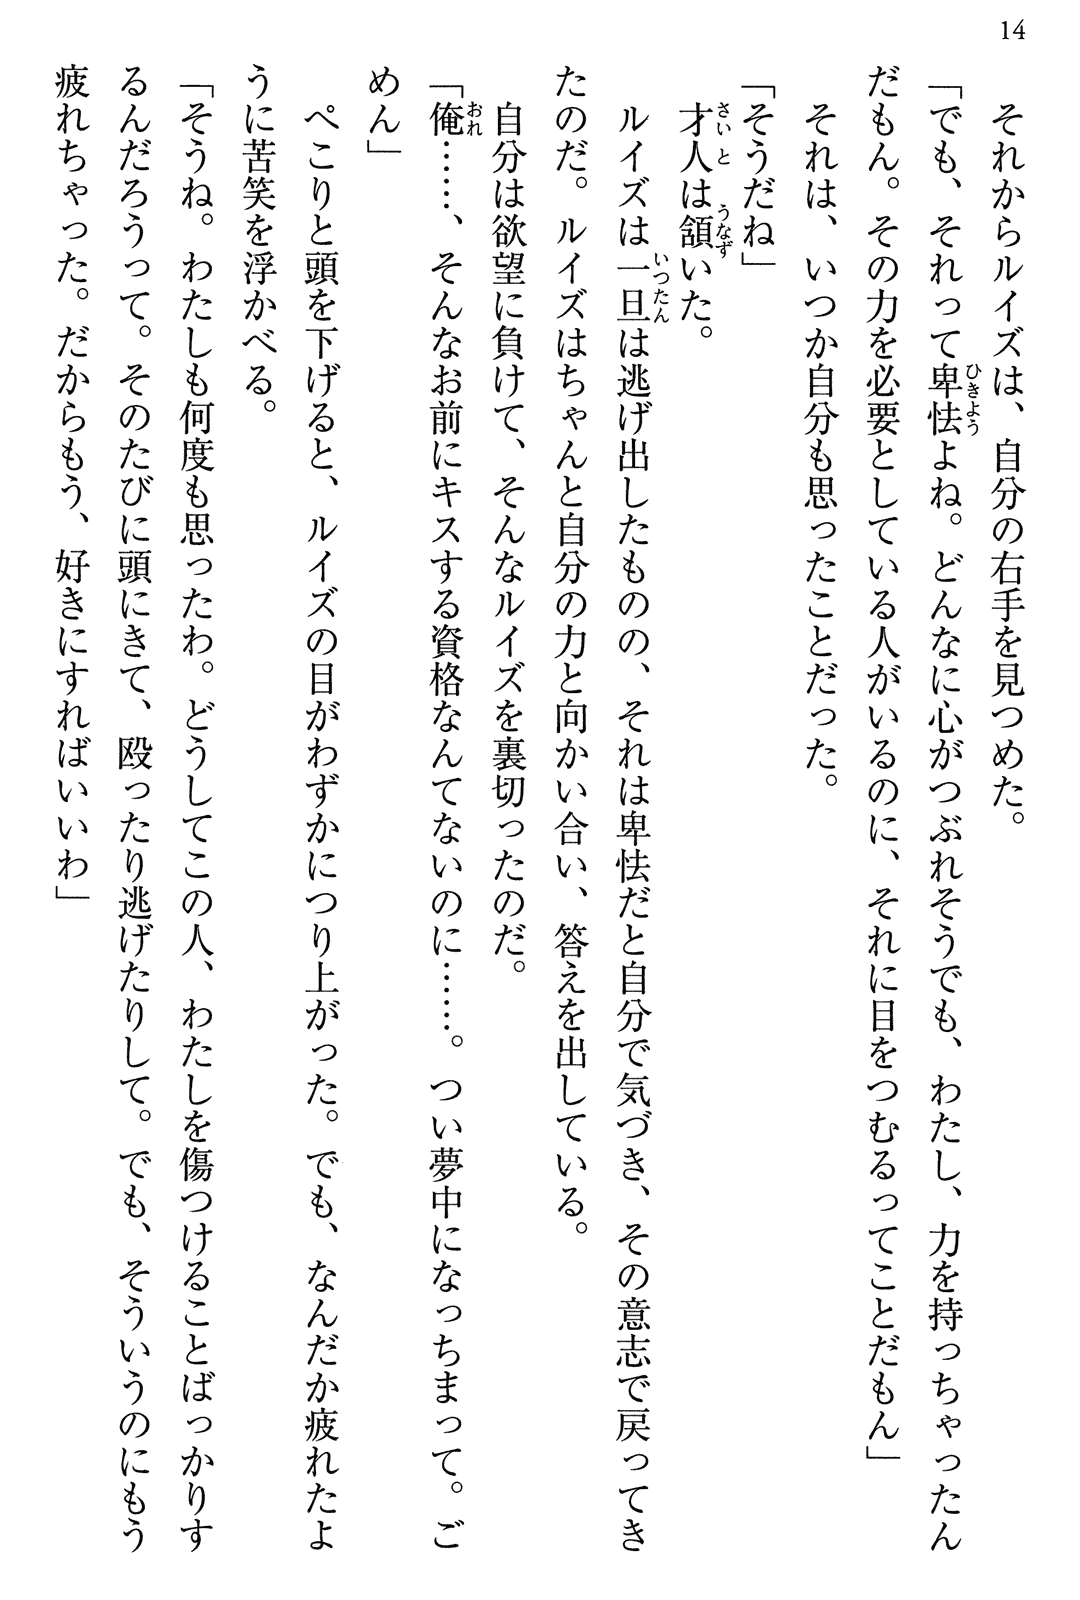 14
それからルイズは、自分の右手を見つめた。
「でも、それって卑怯よね。どんなに心がつぶれそうでも、わたし、力を持っちゃったん
だもん。その力を必要としている人がいるのに、それに目をつむるってことだもん」
それは、いつか自分も思ったことだった。
「そうだね」
才人は頷いた。
ルイズは一旦は逃げ出したものの、それは卑怯だと自分で気づき、その意志で戻ってき
たのだ。ルイズはちゃんと自分の力と向かい合い、答えを出している。
自分は欲望に負けて、そんなルイズを裏切ったのだ。
「俺……、そんなお前にキスする資格なんてないのに……。つい夢中になっちまって。ご
めん」
ぺこりと頭を下げると、ルイズの目がわずかにつり上がった。でも、なんだか疲れたよ
うに苦笑を浮かべる。
「そうね。わたしも何度も思ったわ。どうしてこの人、わたしを傷つけることばっかりす
るんだろうって。そのたびに頭にきて、殴ったり逃げたりして。でも、そういうのにもう
疲れちゃった。だからもう、好きにすればいいわ」